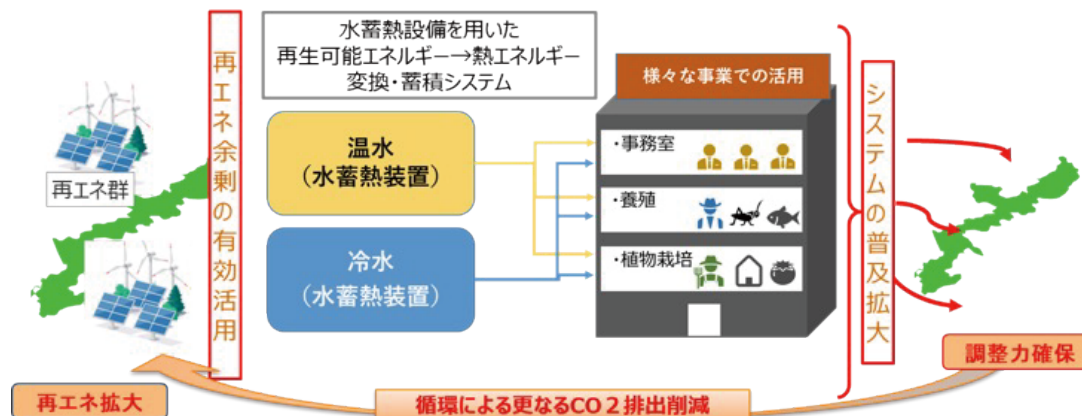 水蓄熱設備を用いた
再生可能エネルギー→熱エネルギー
変換・蓄積システム
再エネ群
再エネ余剰の有効活用
温水
(水蓄熱装置)
冷水
(水蓄熱装置)
様々な事業での活用
・事務室
・養殖
・植物栽培
システムの普及拡大
調整力確保
再エネ拡大
循環による更なるCO2排出削減